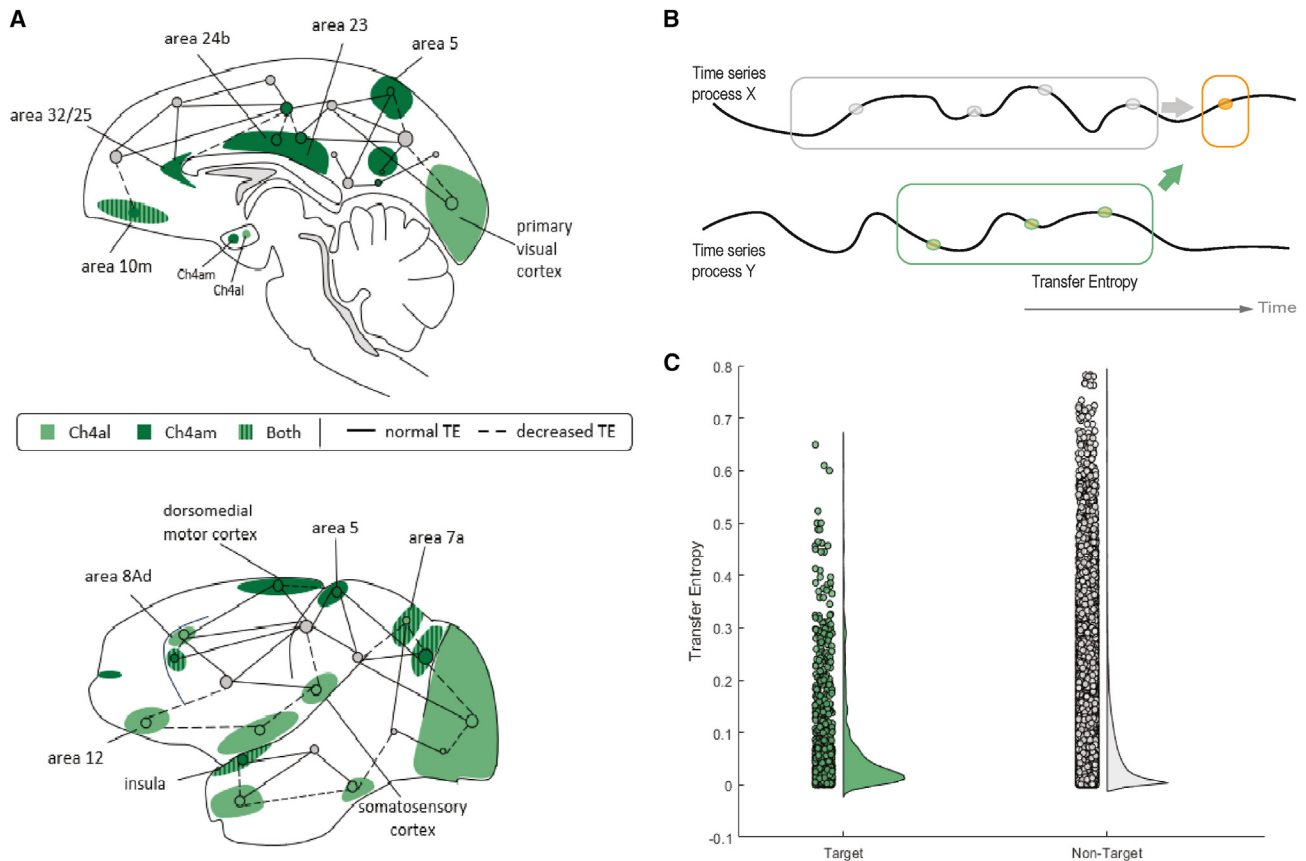 A
area 24b
area 23
area 5
area 32/25
area 10m
Ch4am
Ch4al
primary
visual
cortex
Ch4al
Ch4am
Both
normal TE
decreased TE
dorsomedial
motor cortex
area 5
area 7a
area 8Ad
area 12
insula
somatosensory
cortex
B
Time series
process X
Time series
process Y
Transfer Entropy
Time
C
Transfer Entropy
0.8
0.7
0.6
0.5
0.4
0.3
0.2
0.1
0
-0.1
Target
Non-Target